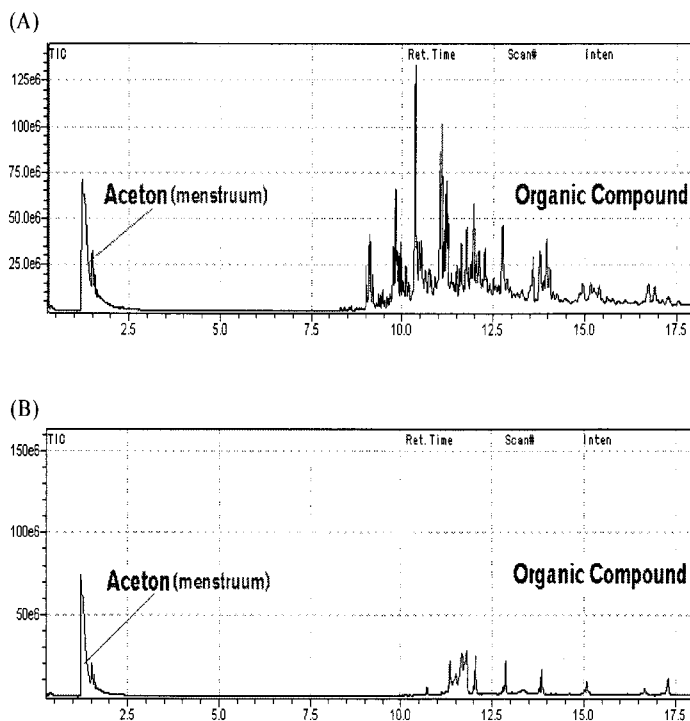 (A)
TIC Ret. Time Scan# Inten
125e6
100e6
75.0e6
50.0e6
25.0e6
Aceton (menstruum)
Organic Compound
2.5 5.0 7.5 10.0 12.5 15.0 17.5
(B)
TIC Ret. Time Scan# Inten
150e6
100e6
50e6
Aceton (menstruum)
Organic Compound
2.5 5.0 7.5 10.0 12.5 15.0 17.5